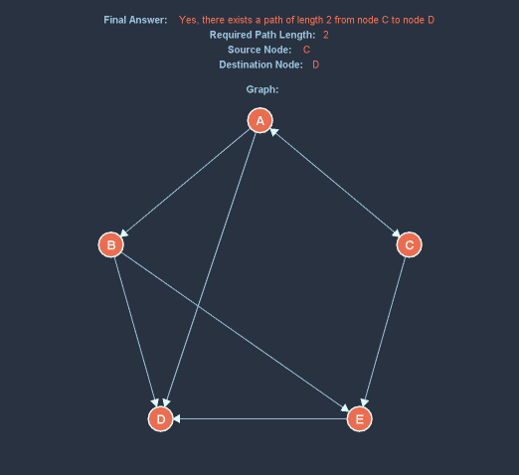 Final Answer: Yes, there exists a path of length 2 from node C to node D
Required Path Length: 2
Source Node: C
Destination Node: D
Graph:
A
B
C
D
E